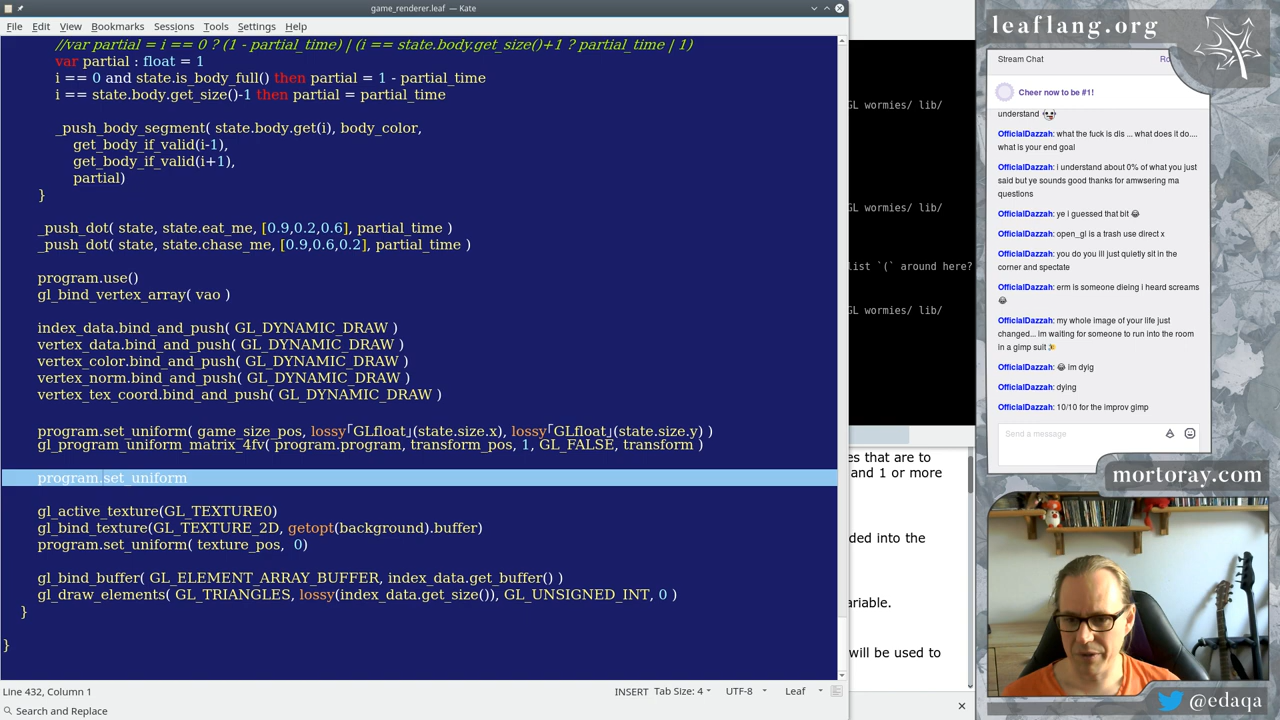 game_renderer.leaf — Kate
File Edit View Bookmarks Sessions Tools Settings Help
//var partial = i == 0 ? (1 - partial_time) | (i == state.body.get_size()+1 ? partial_time | 1)
var partial : float = 1
i == 0 and state.is_body_full() then partial = 1 - partial_time
i == state.body.get_size()-1 then partial = partial_time
_push_body_segment( state.body.get(i), body_color,
get_body_if_valid(i-1),
get_body_if_valid(i+1),
partial)
}
_push_dot( state, state.eat_me, [0.9,0.2,0.6], partial_time )
_push_dot( state, state.chase_me, [0.9,0.6,0.2], partial_time )
program.use()
gl_bind_vertex_array( vao )
index_data.bind_and_push( GL_DYNAMIC_DRAW )
vertex_data.bind_and_push( GL_DYNAMIC_DRAW )
vertex_color.bind_and_push( GL_DYNAMIC_DRAW )
vertex_norm.bind_and_push( GL_DYNAMIC_DRAW )
vertex_tex_coord.bind_and_push( GL_DYNAMIC_DRAW )
program.set_uniform( game_size_pos, lossy「GLfloat」(state.size.x), lossy「GLfloat」(state.size.y) )
gl_program_uniform_matrix_4fv( program.program, transform_pos, 1, GL_FALSE, transform )
program.set_uniform
gl_active_texture(GL_TEXTURE0)
gl_bind_texture(GL_TEXTURE_2D, getopt(background).buffer)
program.set_uniform( texture_pos, 0)
gl_bind_buffer( GL_ELEMENT_ARRAY_BUFFER, index_data.get_buffer() )
gl_draw_elements( GL_TRIANGLES, lossy(index_data.get_size()), GL_UNSIGNED_INT, 0 )
}
}
Line 432, Column 1
INSERT Tab Size: 4 UTF-8 Leaf
Search and Replace
GL wormies/ lib/
GL wormies/ lib/
list `(` around here?
GL wormies/ lib/
es that are to
and 1 or more
ded into the
ariable.
will be used to
leaflang.org
Stream Chat
Ro
Cheer now to be #1!
understand
OfficialDazzah: what the fuck is dis ... what does it do....
what is your end goal
OfficialDazzah: i understand about 0% of what you just
said but ye sounds good thanks for amwsering ma
questions
OfficialDazzah: ye i guessed that bit 😂
OfficialDazzah: open_gl is a trash use direct x
OfficialDazzah: you do you ill just quietly sit in the
corner and spectate
OfficialDazzah: erm is someone dieing i heard screams
😂
OfficialDazzah: my whole image of your life just
changed... im waiting for someone to run into the room
in a gimp suit
OfficialDazzah: 😂 im dyig
OfficialDazzah: dying
OfficialDazzah: 10/10 for the improv gimp
Send a message
mortoray.com
@edaqa